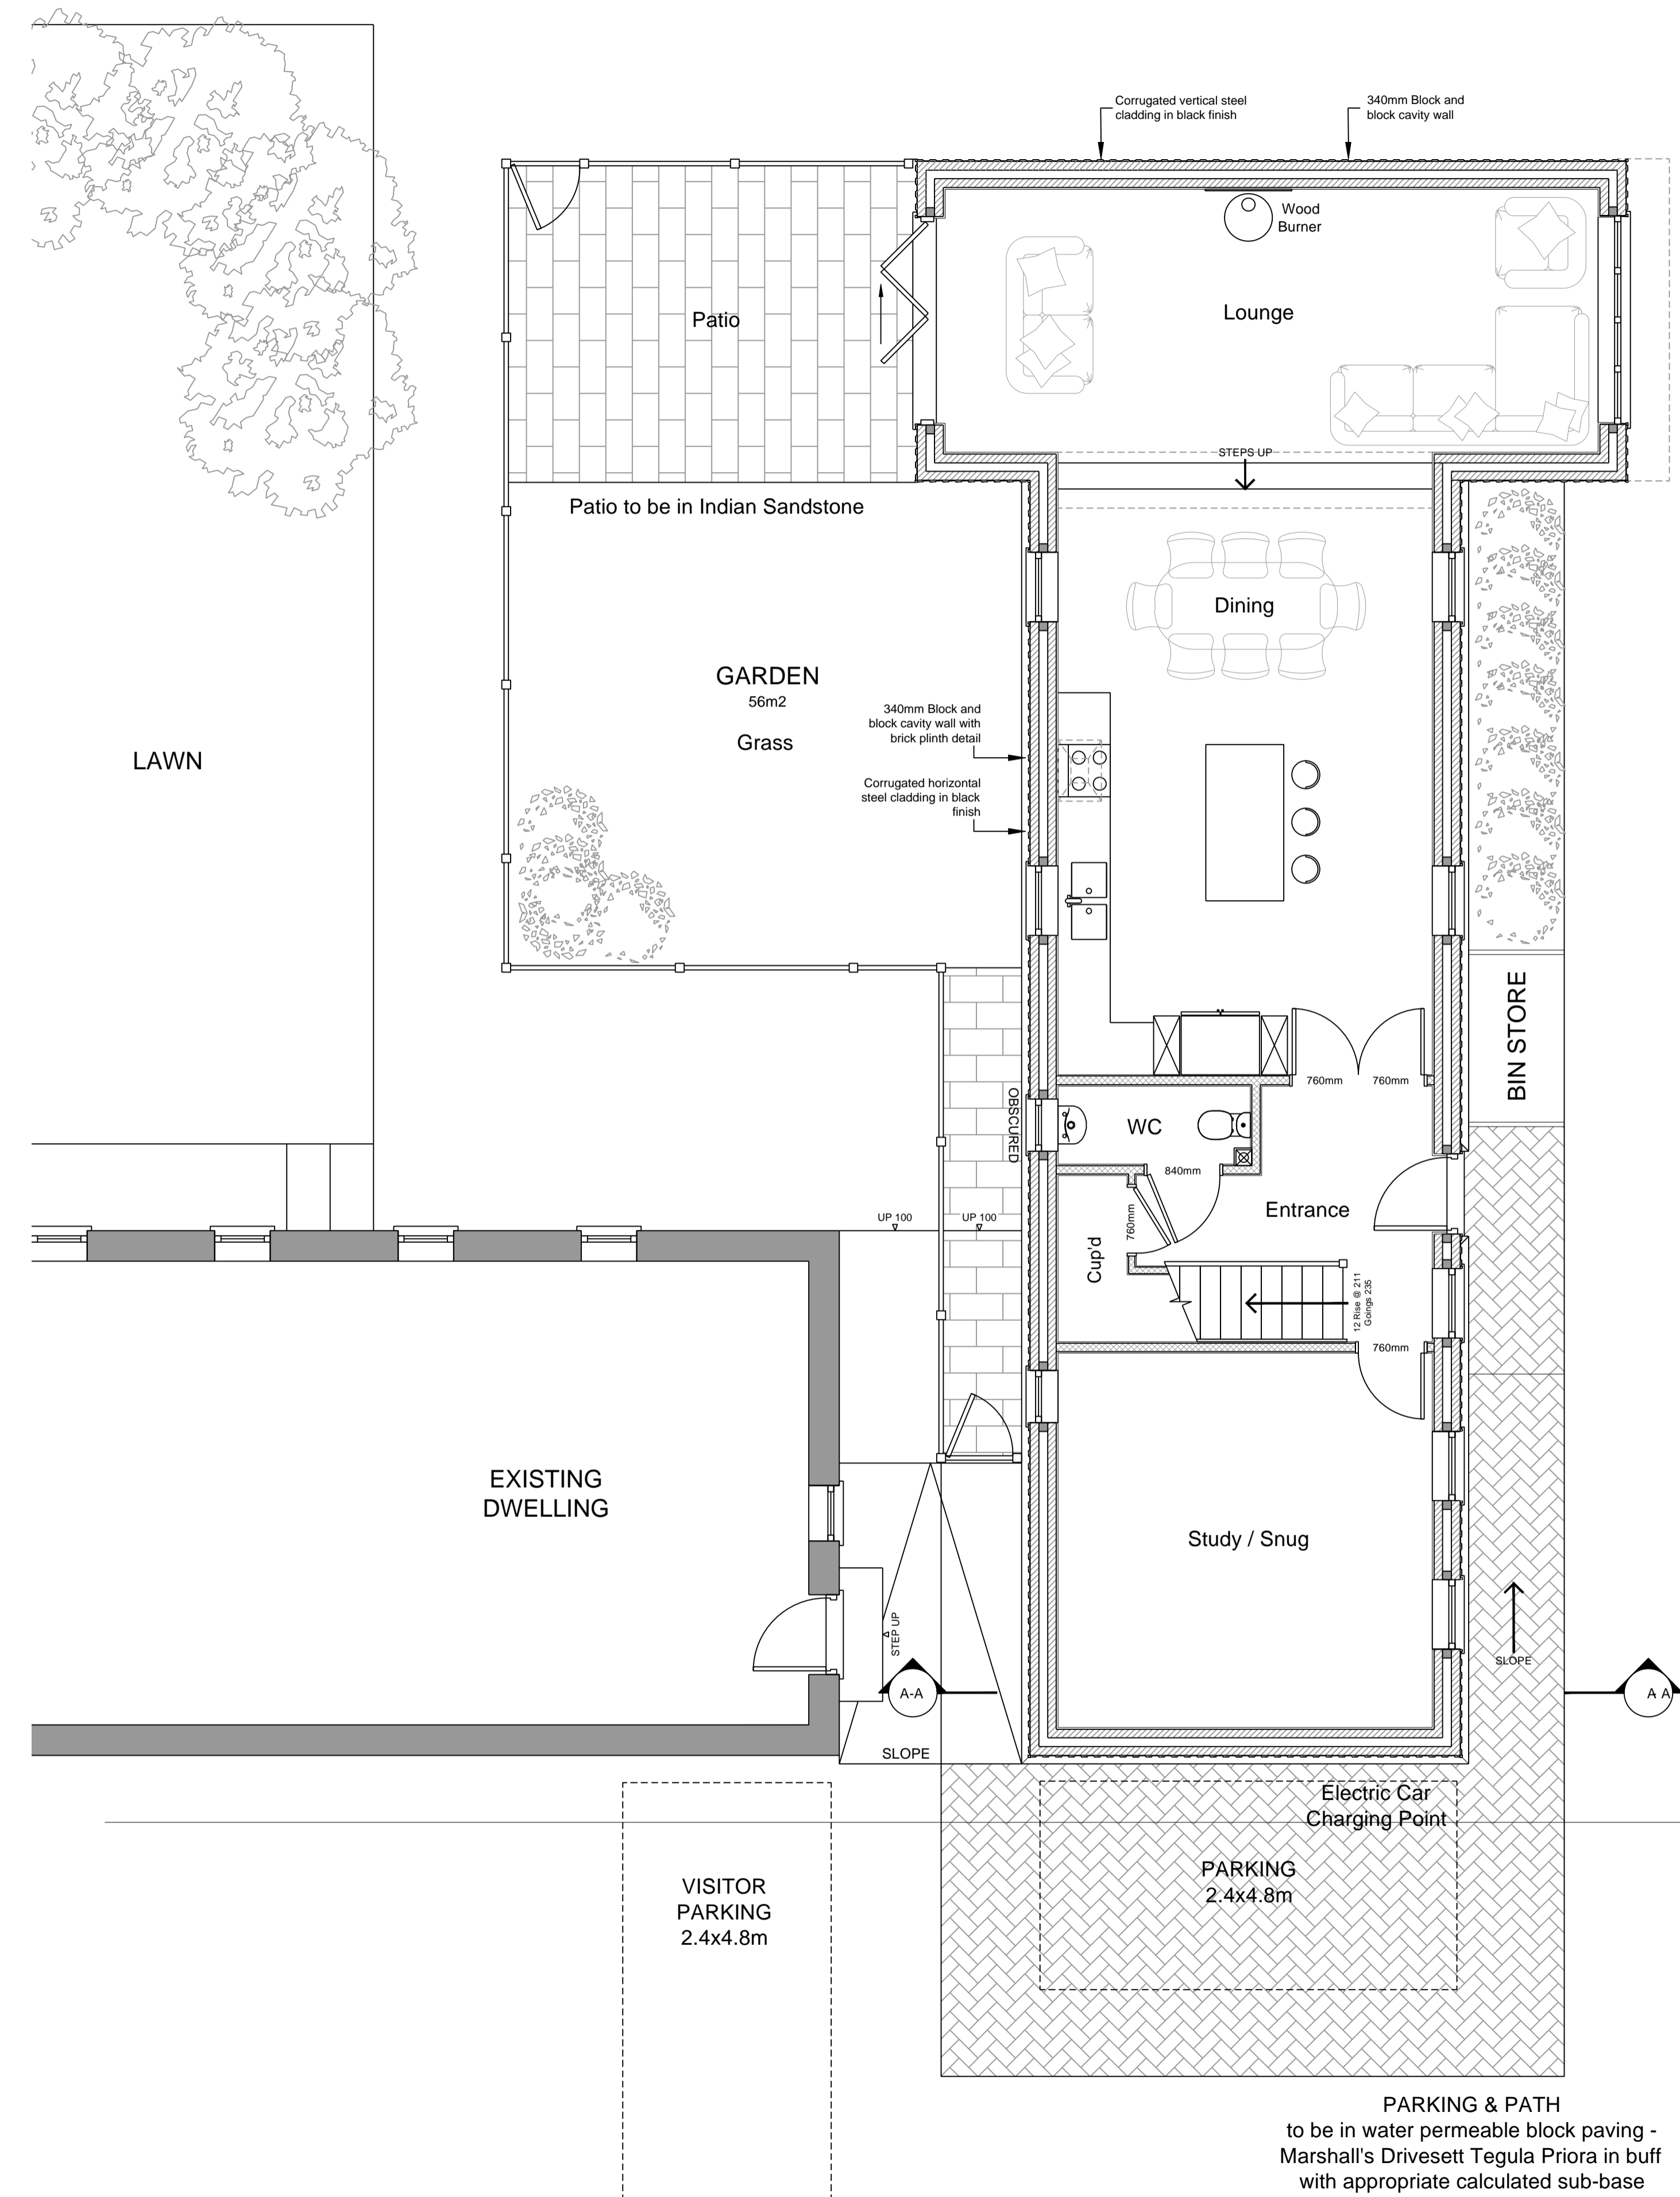 Corrugated vertical steel
cladding in black finish
340mm Block and
block cavity wall
Wood
Burner
Lounge
Patio
STEPS UP
Patio to be in Indian Sandstone
Dining
GARDEN
56m2
Grass
340mm Block and
block cavity wall with
brick plinth detail
Corrugated horizontal
steel cladding in black
finish
LAWN
BIN STORE
760mm
760mm
OBSCURED
WC
840mm
Entrance
760mm
UP 100
UP 100
Cup'd
12 Rise @ 211
Goings 235
760mm
EXISTING
DWELLING
Study / Snug
STEP UP
SLOPE
A-A
A A
SLOPE
Electric Car
Charging Point
PARKING
2.4x4.8m
VISITOR
PARKING
2.4x4.8m
PARKING & PATH
to be in water permeable block paving -
Marshall's Drivesett Tegula Priora in buff
with appropriate calculated sub-base